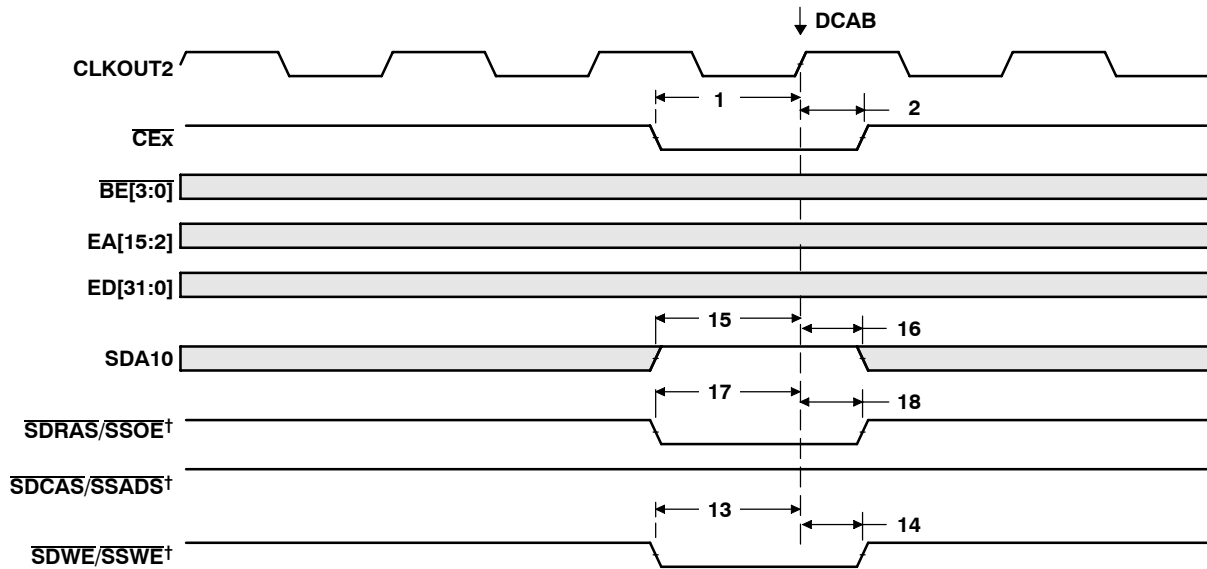 DCAB
CLKOUT2
1
2
CEx
BE[3:0]
EA[15:2]
ED[31:0]
15
16
SDA10
17
18
SDRAS/SSOE†
SDCAS/SSADS†
13
14
SDWE/SSWE†